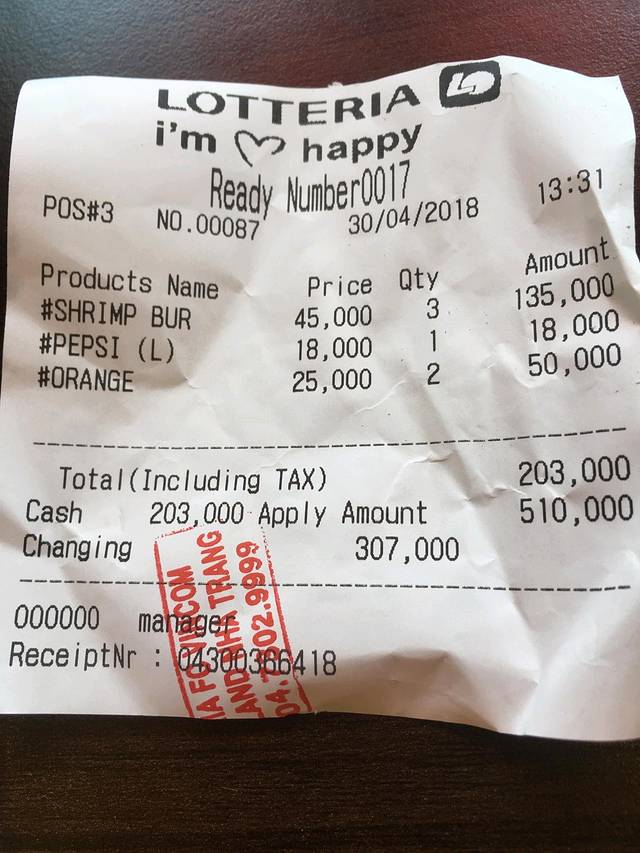 LOTTERIA
i'm happy
Ready Number0017
POS#3 NO.00087 30/04/2018 13:31
Products Name Price Qty Amount
#SHRIMP BUR 45,000 3 135,000
#PEPSI (L) 18,000 1 18,000
#ORANGE 25,000 2 50,000
Total(Including TAX) 203,000
Cash 203,000 Apply Amount 510,000
Changing 307,000
000000 manager
ReceiptNr : 04300366418
TRANG